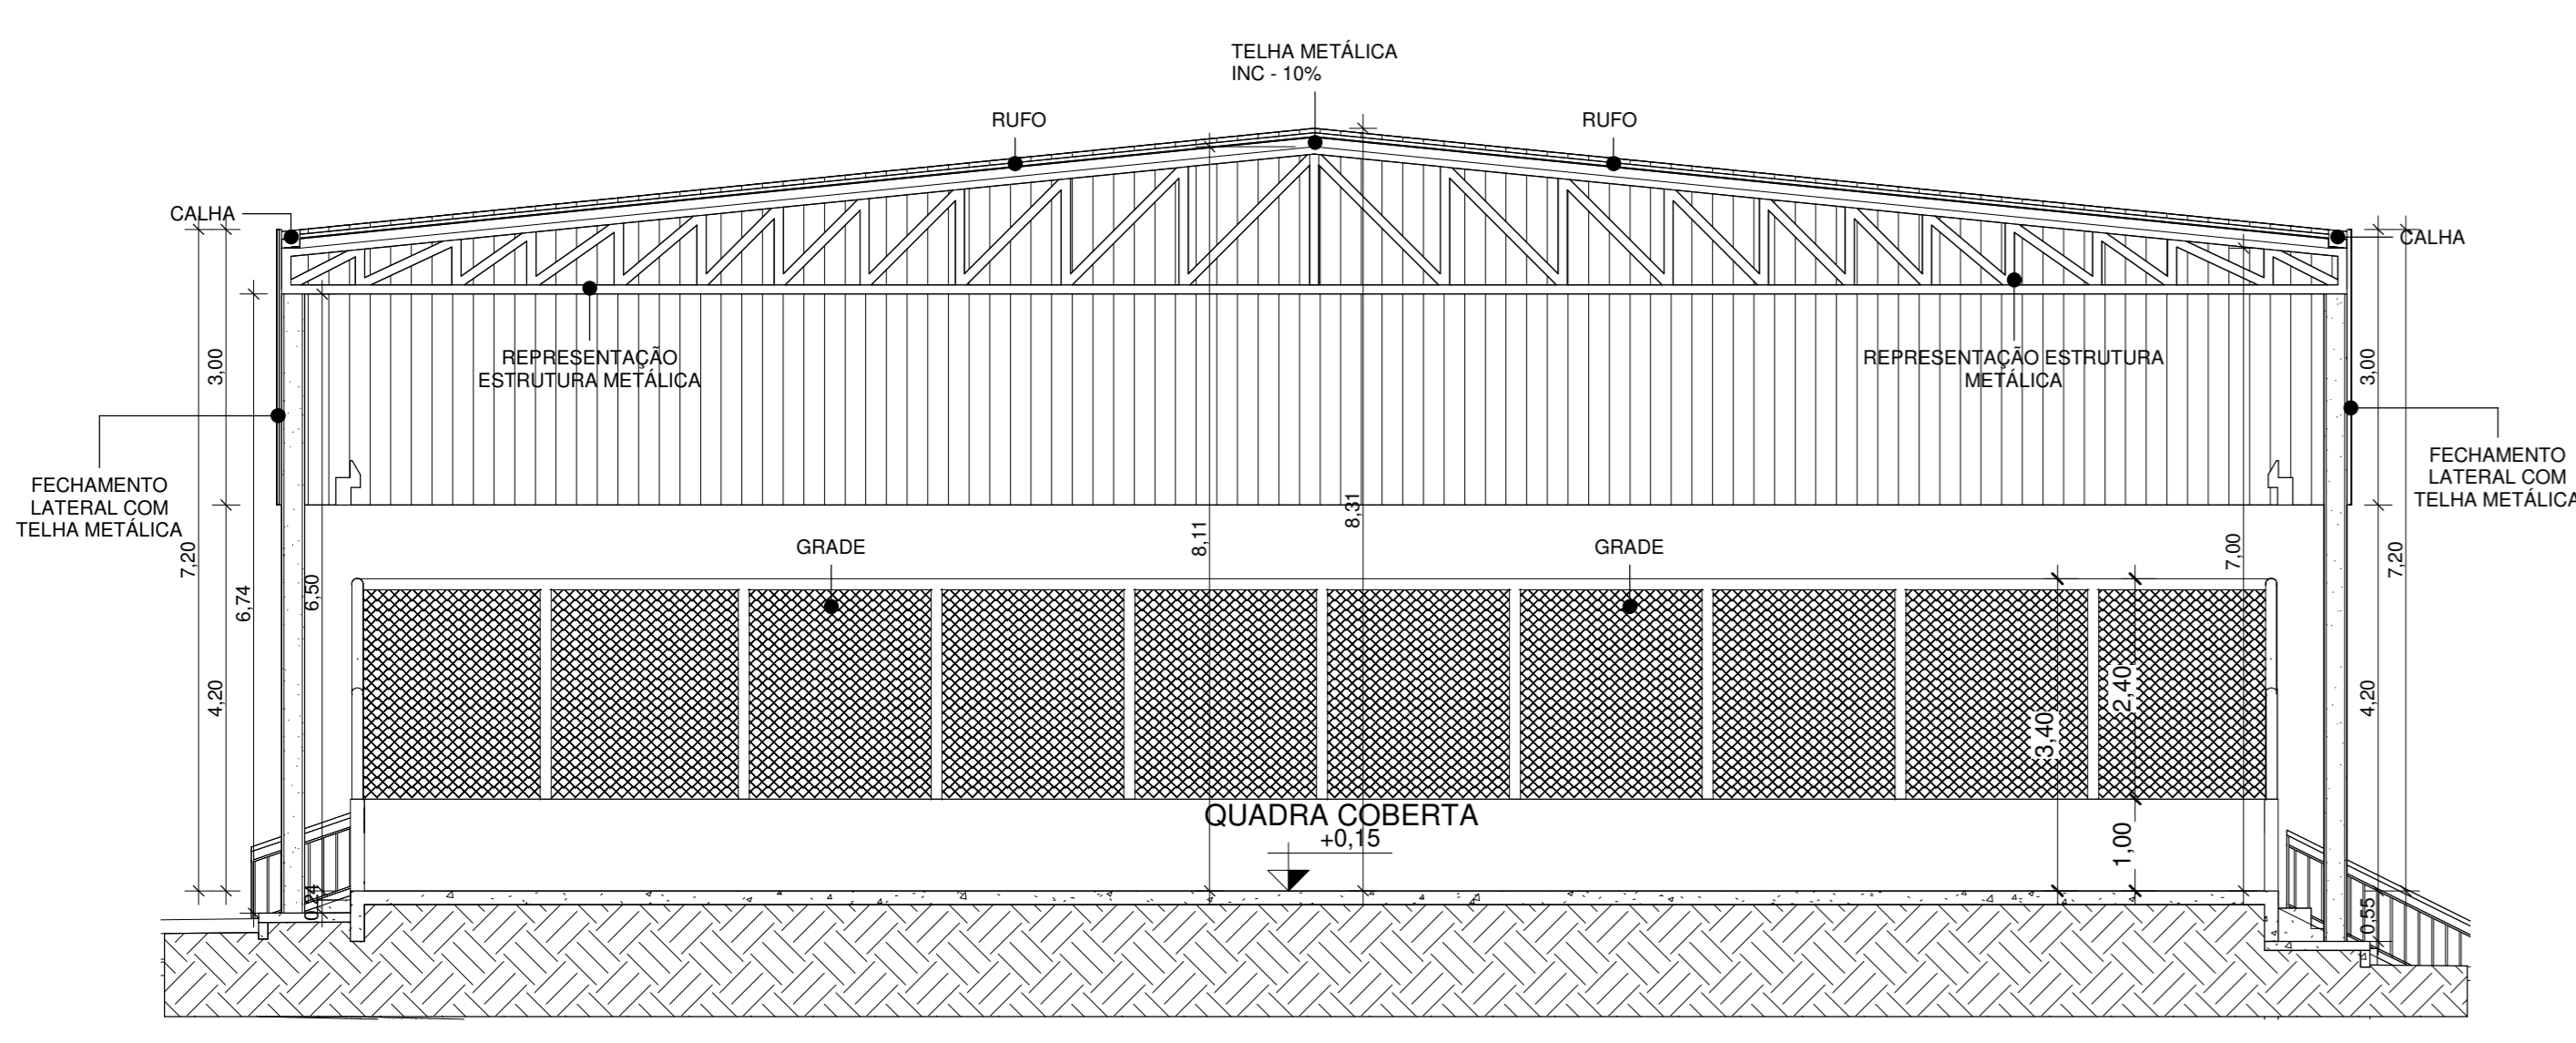 TELHA METÁLICA
INC - 10%
RUFO
RUFO
CALHA
CALHA
REPRESENTAÇÃO
ESTRUTURA METÁLICA
REPRESENTAÇÃO ESTRUTURA
METÁLICA
3,00
3,00
FECHAMENTO
LATERAL COM
TELHA METÁLICA
FECHAMENTO
LATERAL COM
TELHA METÁLICA
7,20
6,74
6,50
4,20
GRADE
GRADE
8,11
8,31
7,00
7,20
4,20
3,40
2,40
1,00
QUADRA COBERTA
+0,15
0,24
0,55